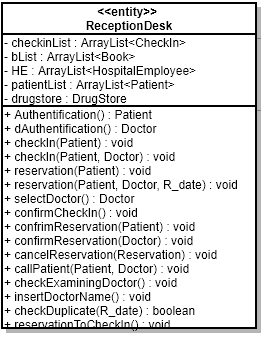 <<entity>>
ReceptionDesk
- checkinList : ArrayList<CheckIn>
- bList : ArrayList<Book>
- HE : ArrayList<HospitalEmployee>
- patientList : ArrayList<Patient>
- drugstore : DrugStore
+ Authentification() : Patient
+ dAuthentification() : Doctor
+ checkIn(Patient) : void
+ checkIn(Patient, Doctor) : void
+ reservation(Patient) : void
+ reservation(Patient, Doctor, R_date) : void
+ selectDoctor() : Doctor
+ confirmCheckIn() : void
+ confrimReservation(Patient) : void
+ confrimReservation(Doctor) : void
+ cancelReservation(Reservation) : void
+ callPatient(Patient, Doctor) : void
+ checkExaminingDoctor() : void
+ insertDoctorName() : void
+ checkDuplicate(R_date) : boolean
+ reservationToCheckIn() : void